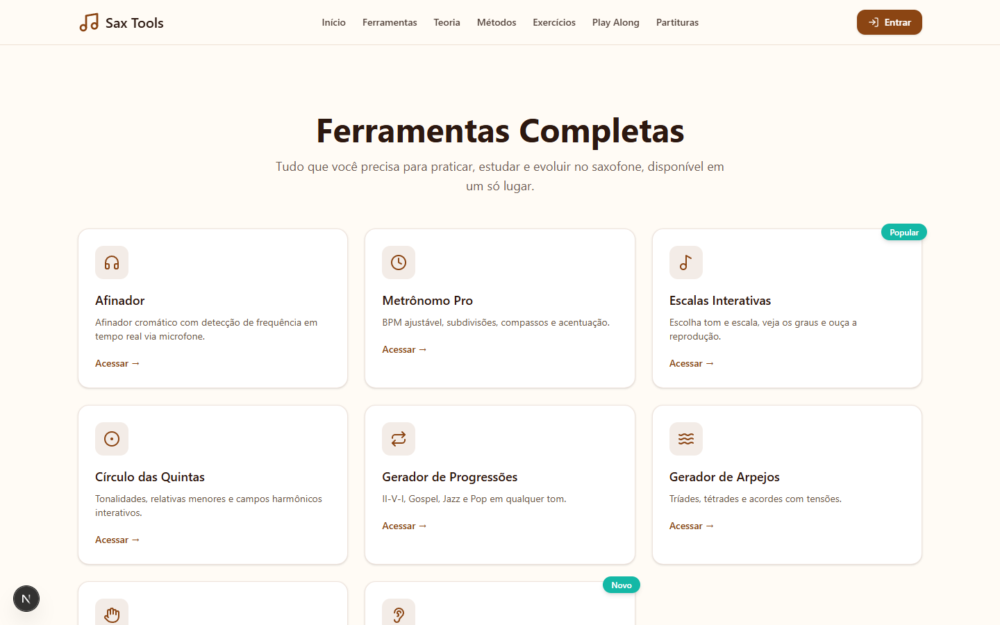 Sax Tools
Início
Ferramentas
Teoria
Métodos
Exercícios
Play Along
Partituras
Entrar
Ferramentas Completas
Tudo que você precisa para praticar, estudar e evoluir no saxofone, disponível em
um só lugar.
Afinador
Afinador cromático com detecção de frequência em
tempo real via microfone.
Acessar →
Metrônomo Pro
BPM ajustável, subdivisões, compassos e acentuação.
Acessar →
Popular
Escalas Interativas
Escolha tom e escala, veja os graus e ouça a
reprodução.
Acessar →
Círculo das Quintas
Tonalidades, relativas menores e campos harmônicos
interativos.
Acessar →
Gerador de Progressões
II-V-I, Gospel, Jazz e Pop em qualquer tom.
Acessar →
Gerador de Arpejos
Tríades, tétrades e acordes com tensões.
Acessar →
Novo
N